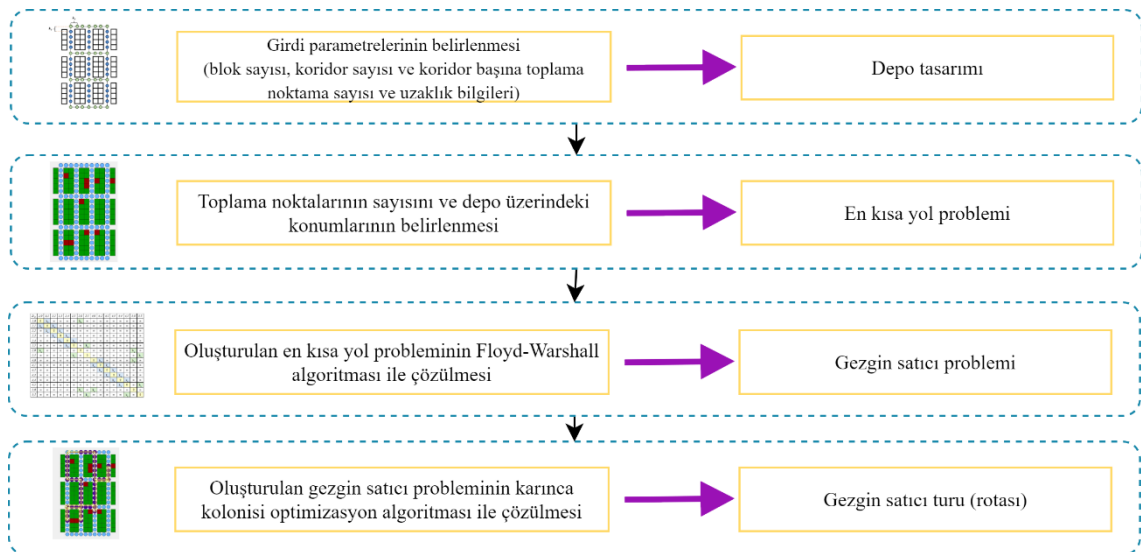 Girdi parametrelerinin belirlenmesi
(blok sayısı, koridor sayısı ve koridor başına toplama
noktama sayısı ve uzaklık bilgileri)
Depo tasarımı
Toplama noktalarının sayısını ve depo üzerindeki
konumlarının belirlenmesi
En kısa yol problemi
Oluşturulan en kısa yol probleminin Floyd-Warshall
algoritması ile çözülmesi
Gezgin satıcı problemi
Oluşturulan gezgin satıcı probleminin karınca
kolonisi optimizasyon algoritması ile çözülmesi
Gezgin satıcı turu (rotası)